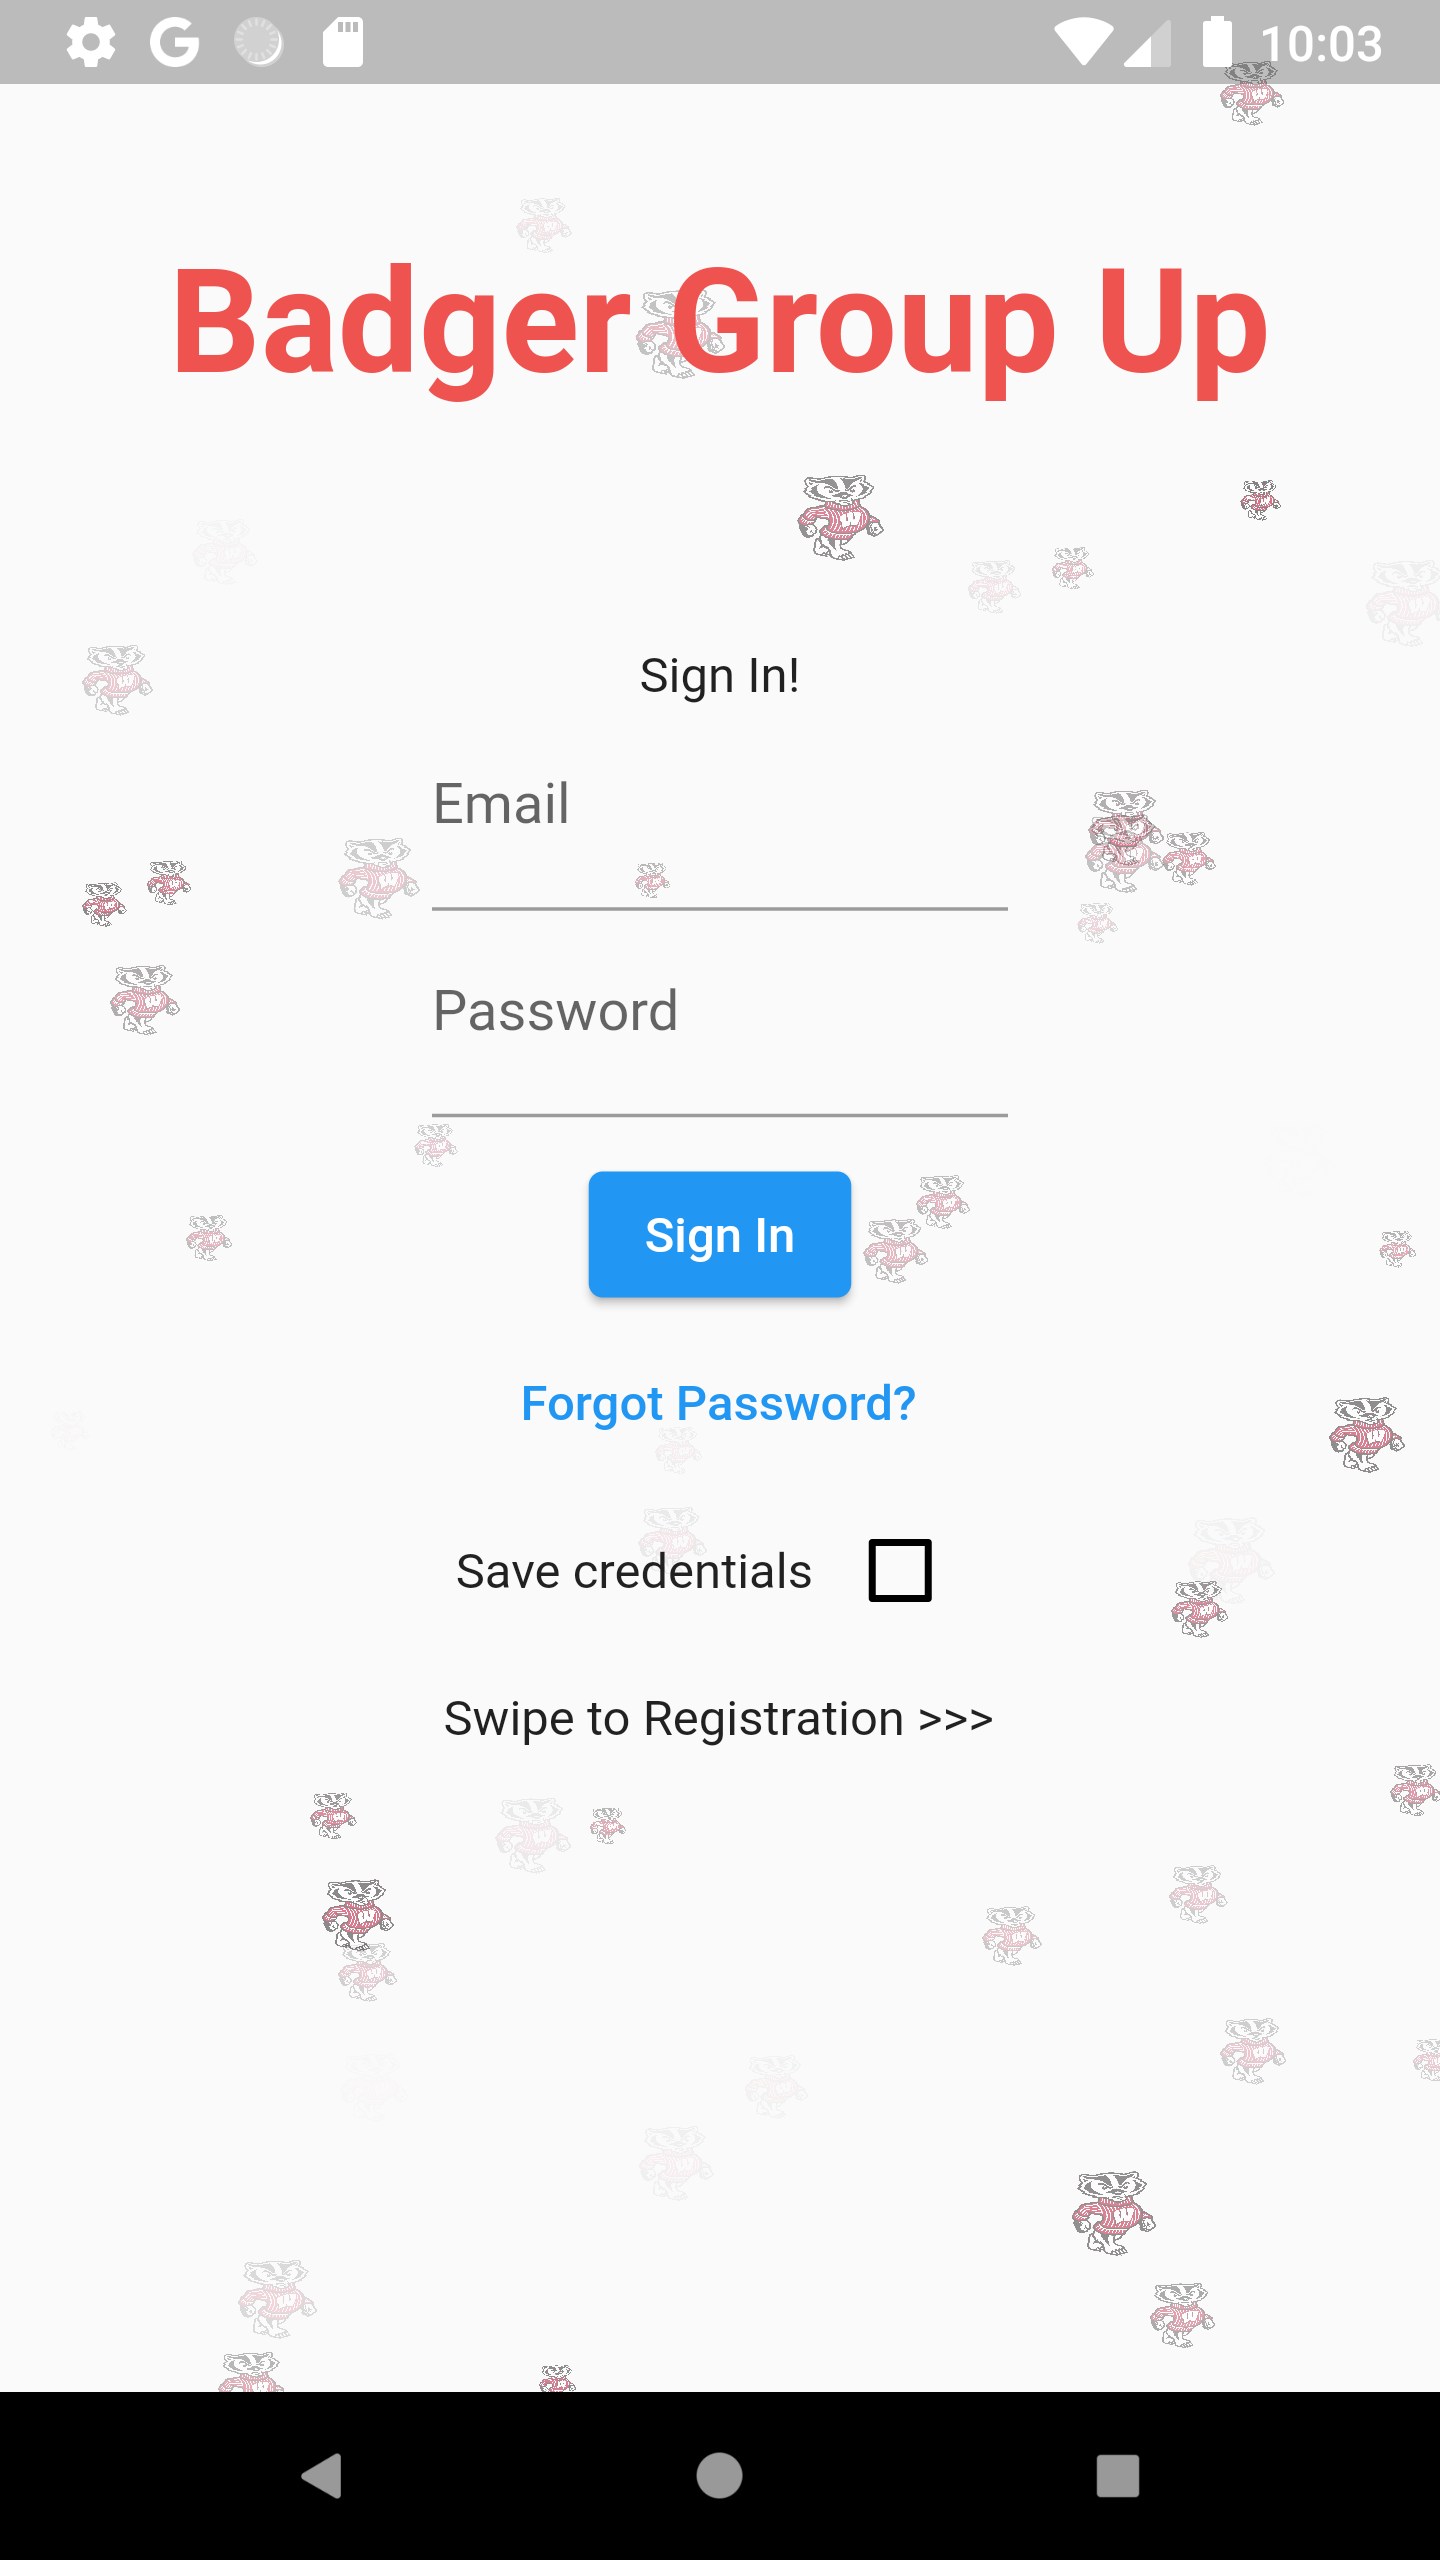 10:03
Badger Group Up
Sign In!
Email
Password
Sign In
Forgot Password?
Save credentials
Swipe to Registration >>>